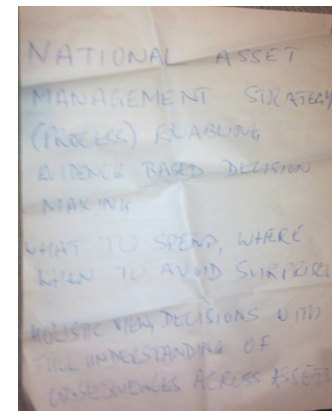 NATIONAL ASSET
MANAGEMENT STRATEGY
(PROCESS) ENABLING
EVIDENCE BASED DECISION
MAKING
WHAT TO SPEND, WHERE
WHEN TO AVOID SURPRISES
HOLISTIC VIEW, DECISIONS WITH
FULL UNDERSTANDING OF
CONSEQUENCES ACROSS ASSETS